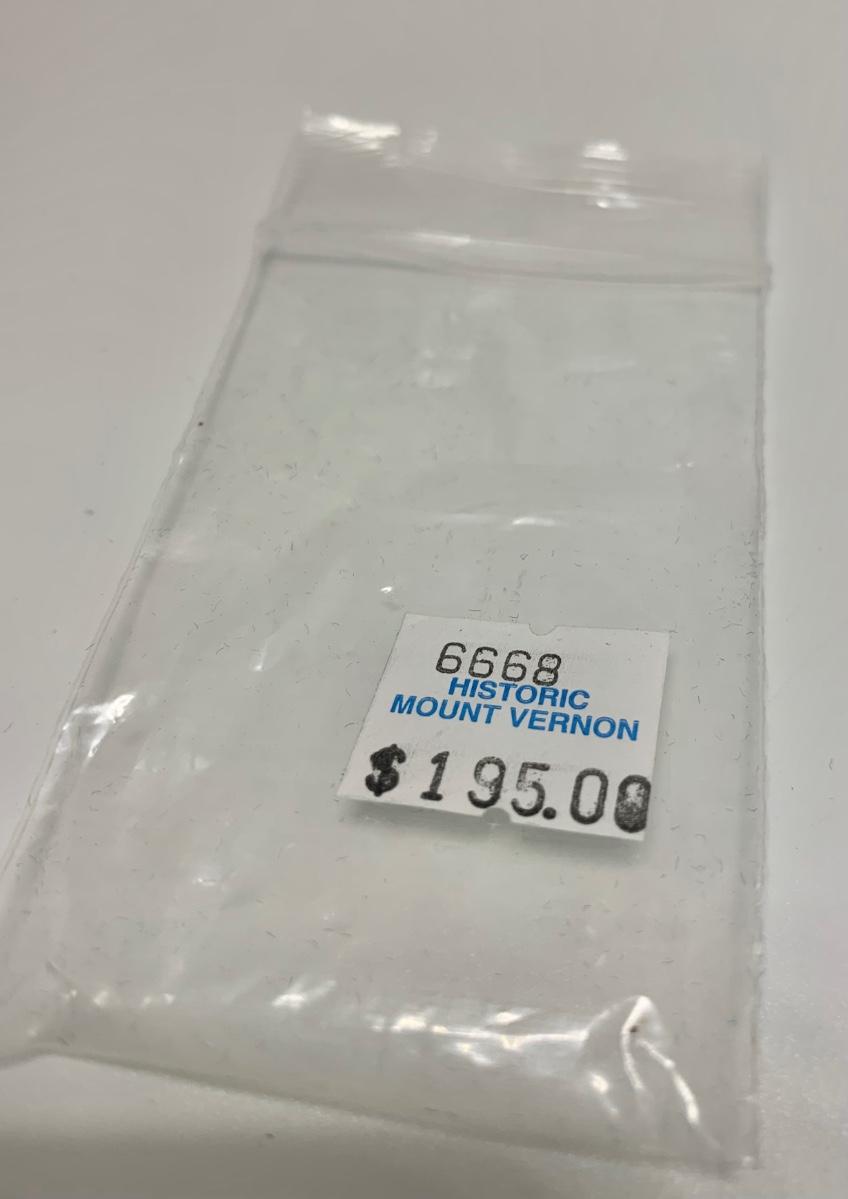 6668
HISTORIC
MOUNT VERNON
$195.00